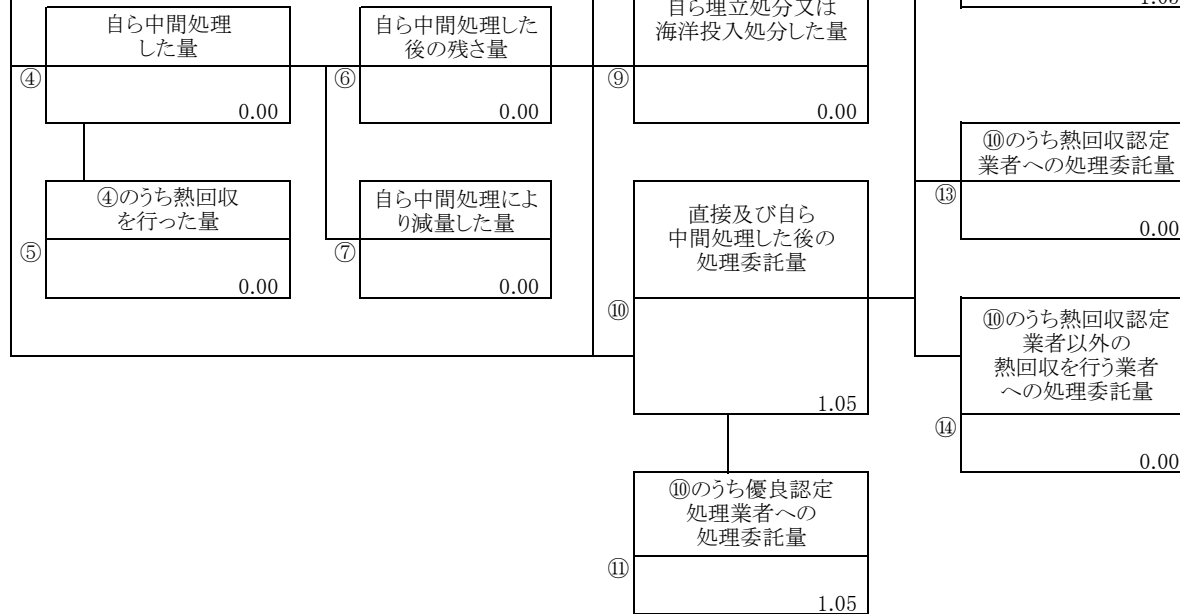 自ら中間処理
した量
④
0.00
自ら中間処理した
後の残さ量
⑥
0.00
自ら埋立処分又は
海洋投入処分した量
⑨
0.00
1.05
④のうち熱回収
を行った量
⑤
0.00
自ら中間処理によ
り減量した量
⑦
0.00
直接及び自ら
中間処理した後の
処理委託量
⑩
1.05
⑩のうち熱回収認定
業者への処理委託量
⑬
0.00
⑩のうち熱回収認定
業者以外の
熱回収を行う業者
への処理委託量
⑭
0.00
⑩のうち優良認定
処理業者への
処理委託量
⑪
1.05